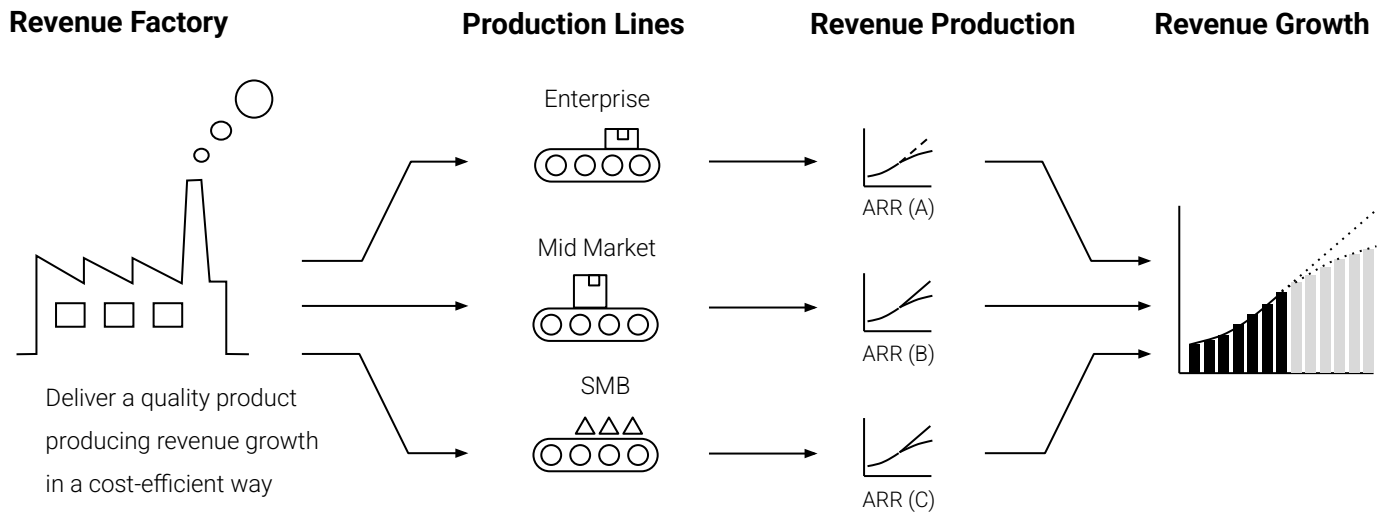 Revenue Factory
Production Lines
Revenue Production
Revenue Growth
Enterprise
ARR (A)
Mid Market
ARR (B)
SMB
ARR (C)
Deliver a quality product
producing revenue growth
in a cost-efficient way